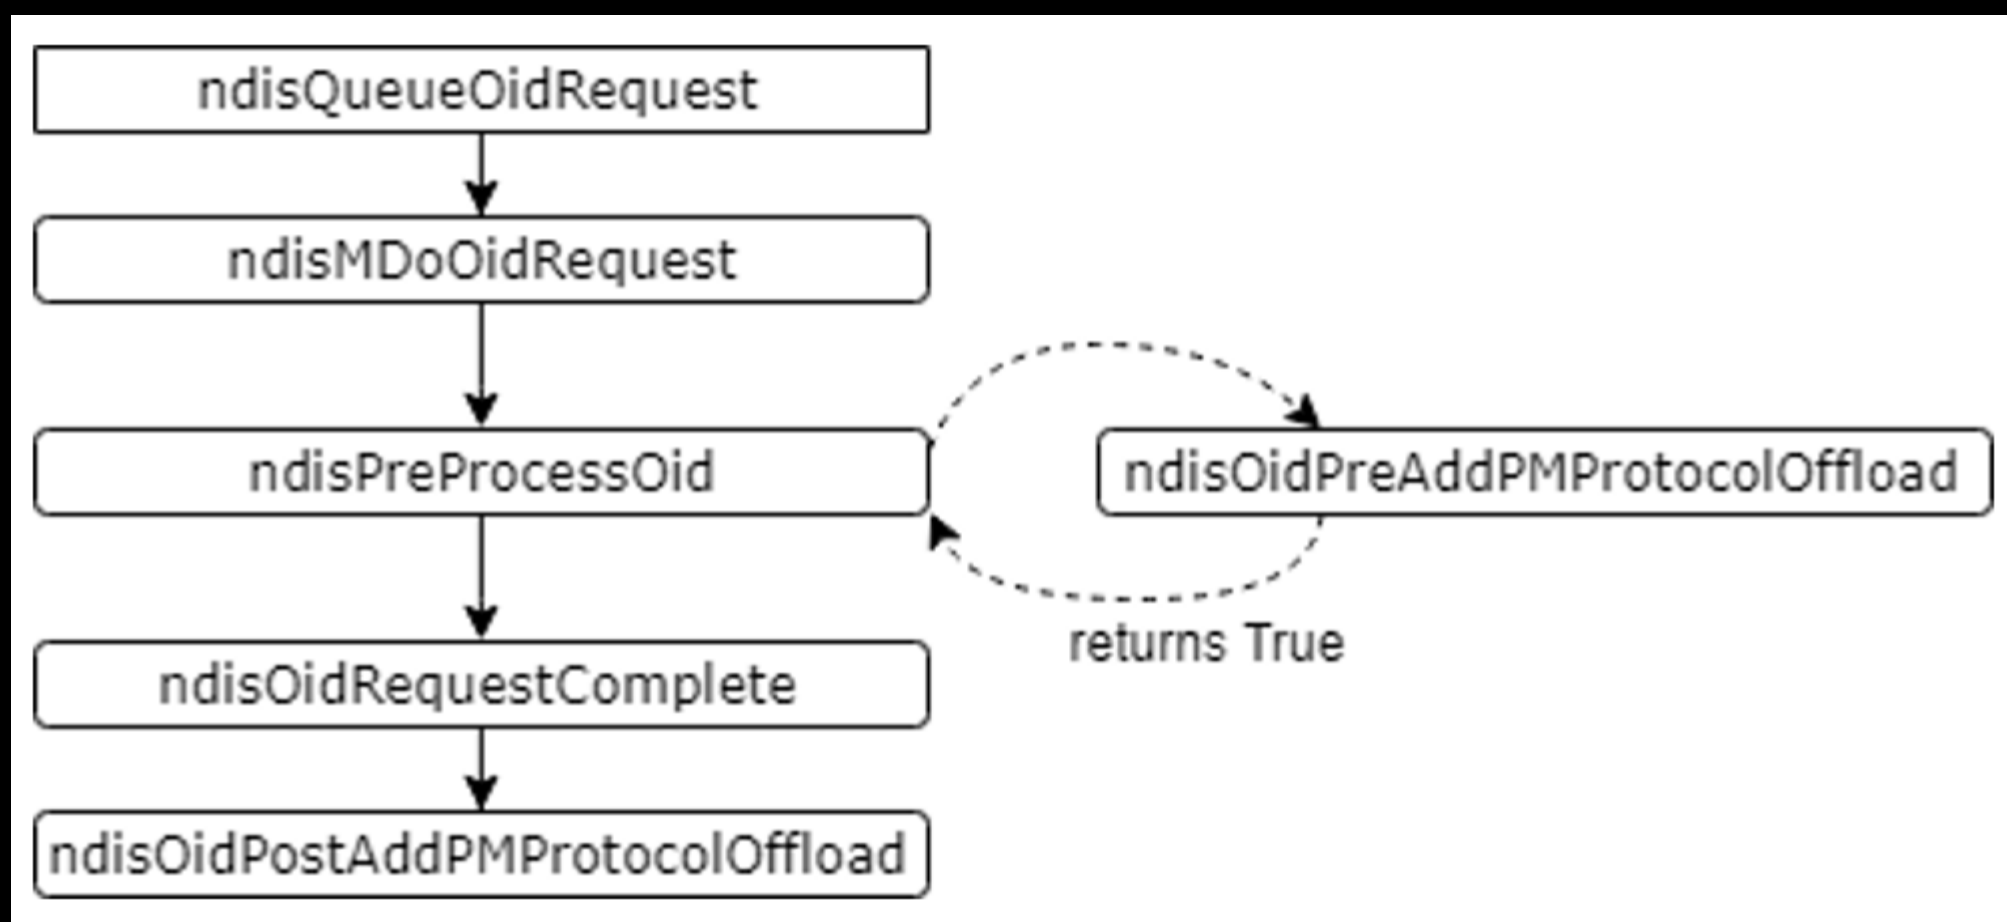 ndisQueueOidRequest
ndisMDoOidRequest
ndisPreProcessOid
ndisOidPreAddPMProtocolOffload
returns True
ndisOidRequestComplete
ndisOidPostAddPMProtocolOffload